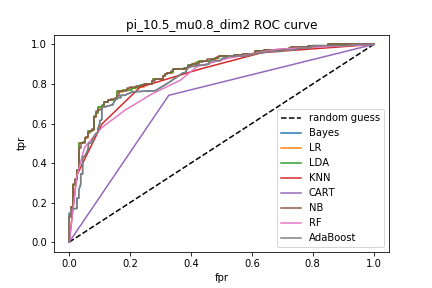 pi_10.5_mu0.8_dim2 ROC curve
tpr
1.0
0.8
0.6
0.4
0.2
0.0
random guess
Bayes
LR
LDA
KNN
CART
NB
RF
AdaBoost
0.0 0.2 0.4 0.6 0.8 1.0
fpr